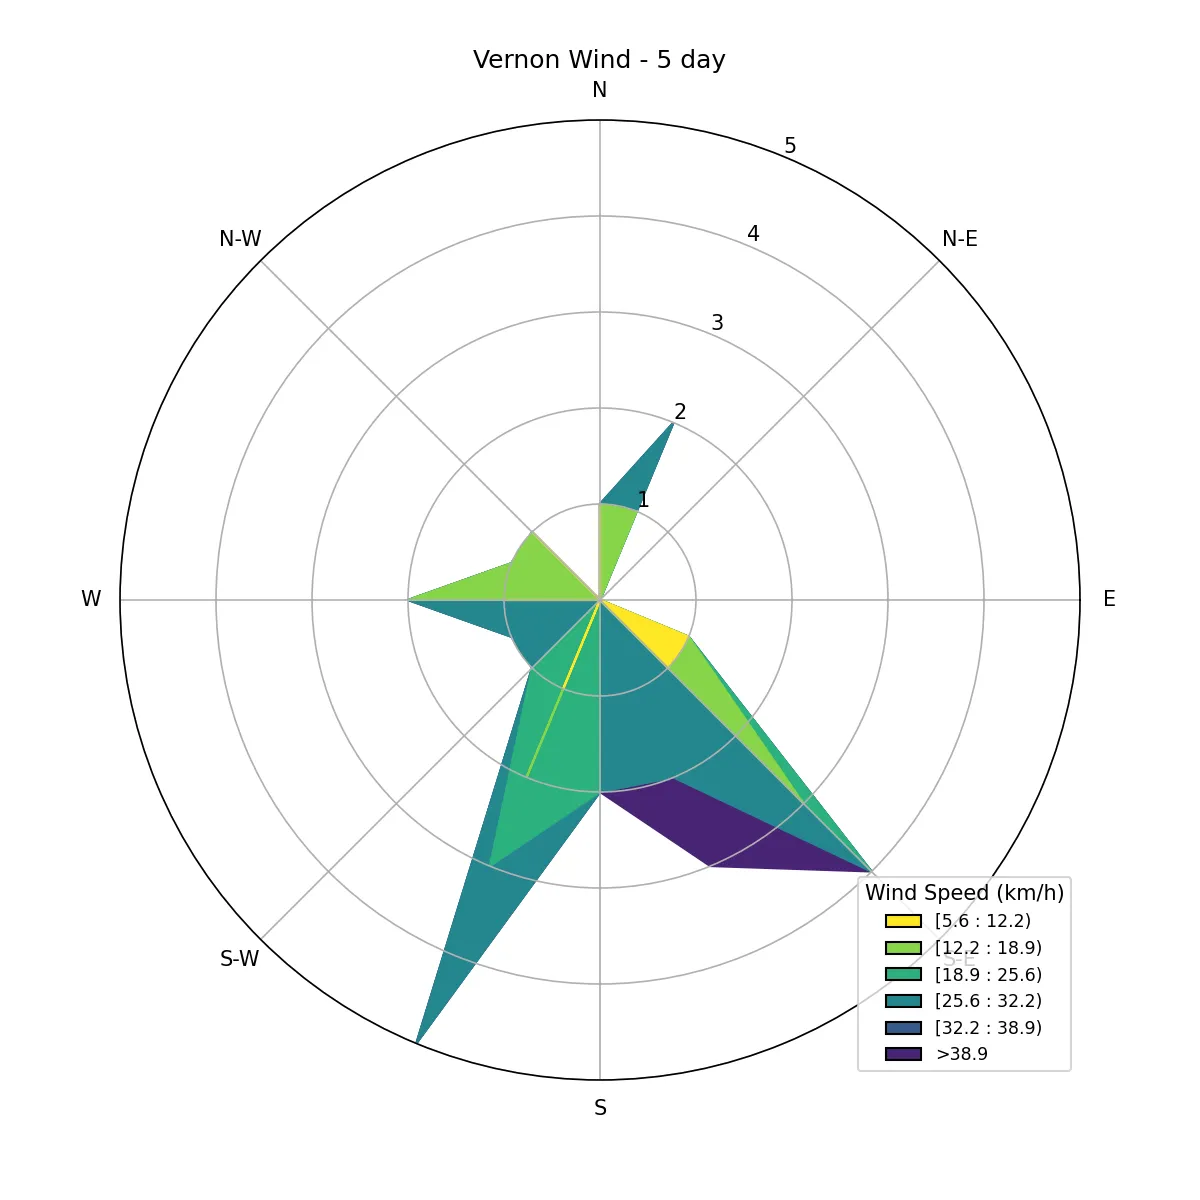 Vernon Wind - 5 day
N
5
N-W
N-E
4
3
2
1
W
E
Wind Speed (km/h)
[5.6 : 12.2)
[12.2 : 18.9)
S-W
S-E
[18.9 : 25.6)
[25.6 : 32.2)
[32.2 : 38.9)
>38.9
S